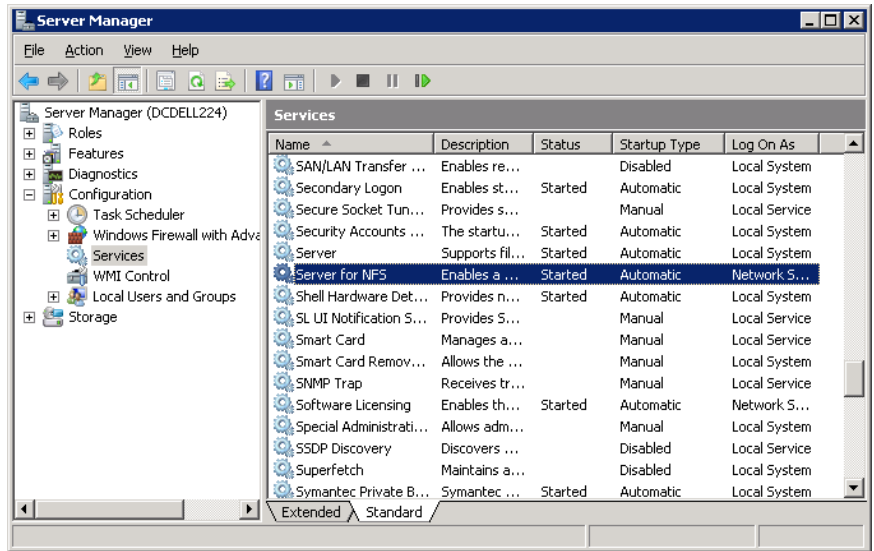 Server Manager
File Action View Help
Server Manager (DCDELL224)
Roles
Features
Diagnostics
Configuration
Task Scheduler
Windows Firewall with Adva
Services
WMI Control
Local Users and Groups
Storage
Services
Name Description Status Startup Type Log On As
SAN/LAN Transfer ... Enables re... Disabled Local System
Secondary Logon Enables st... Started Automatic Local System
Secure Socket Tun... Provides s... Manual Local Service
Security Accounts ... The startu... Started Automatic Local System
Server Supports fil... Started Automatic Local System
Server for NFS Enables a ... Started Automatic Network S...
Shell Hardware Det... Provides n... Started Automatic Local System
SL UI Notification S... Provides S... Manual Local Service
Smart Card Manages a... Manual Local Service
Smart Card Remov... Allows the ... Manual Local System
SNMP Trap Receives tr... Manual Local Service
Software Licensing Enables th... Started Automatic Network S...
Special Administrati... Allows adm... Manual Local System
SSDP Discovery Discovers ... Disabled Local Service
Superfetch Maintains a... Disabled Local System
Symantec Private B... Symantec ... Started Automatic Local System
Extended Standard